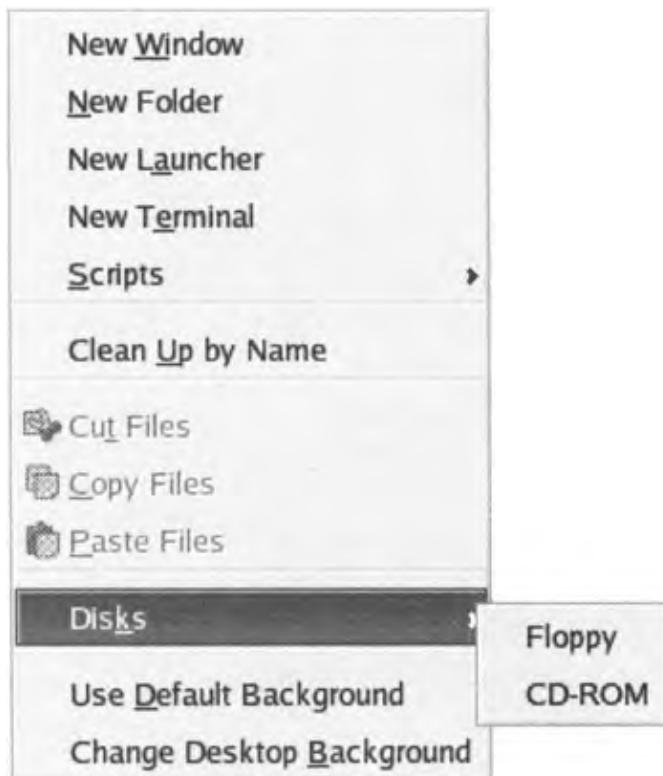 New Window
New Folder
New Launcher
New Terminal
Scripts
Clean Up by Name
Cut Files
Copy Files
Paste Files
Disks
Floppy
CD-ROM
Use Default Background
Change Desktop Background